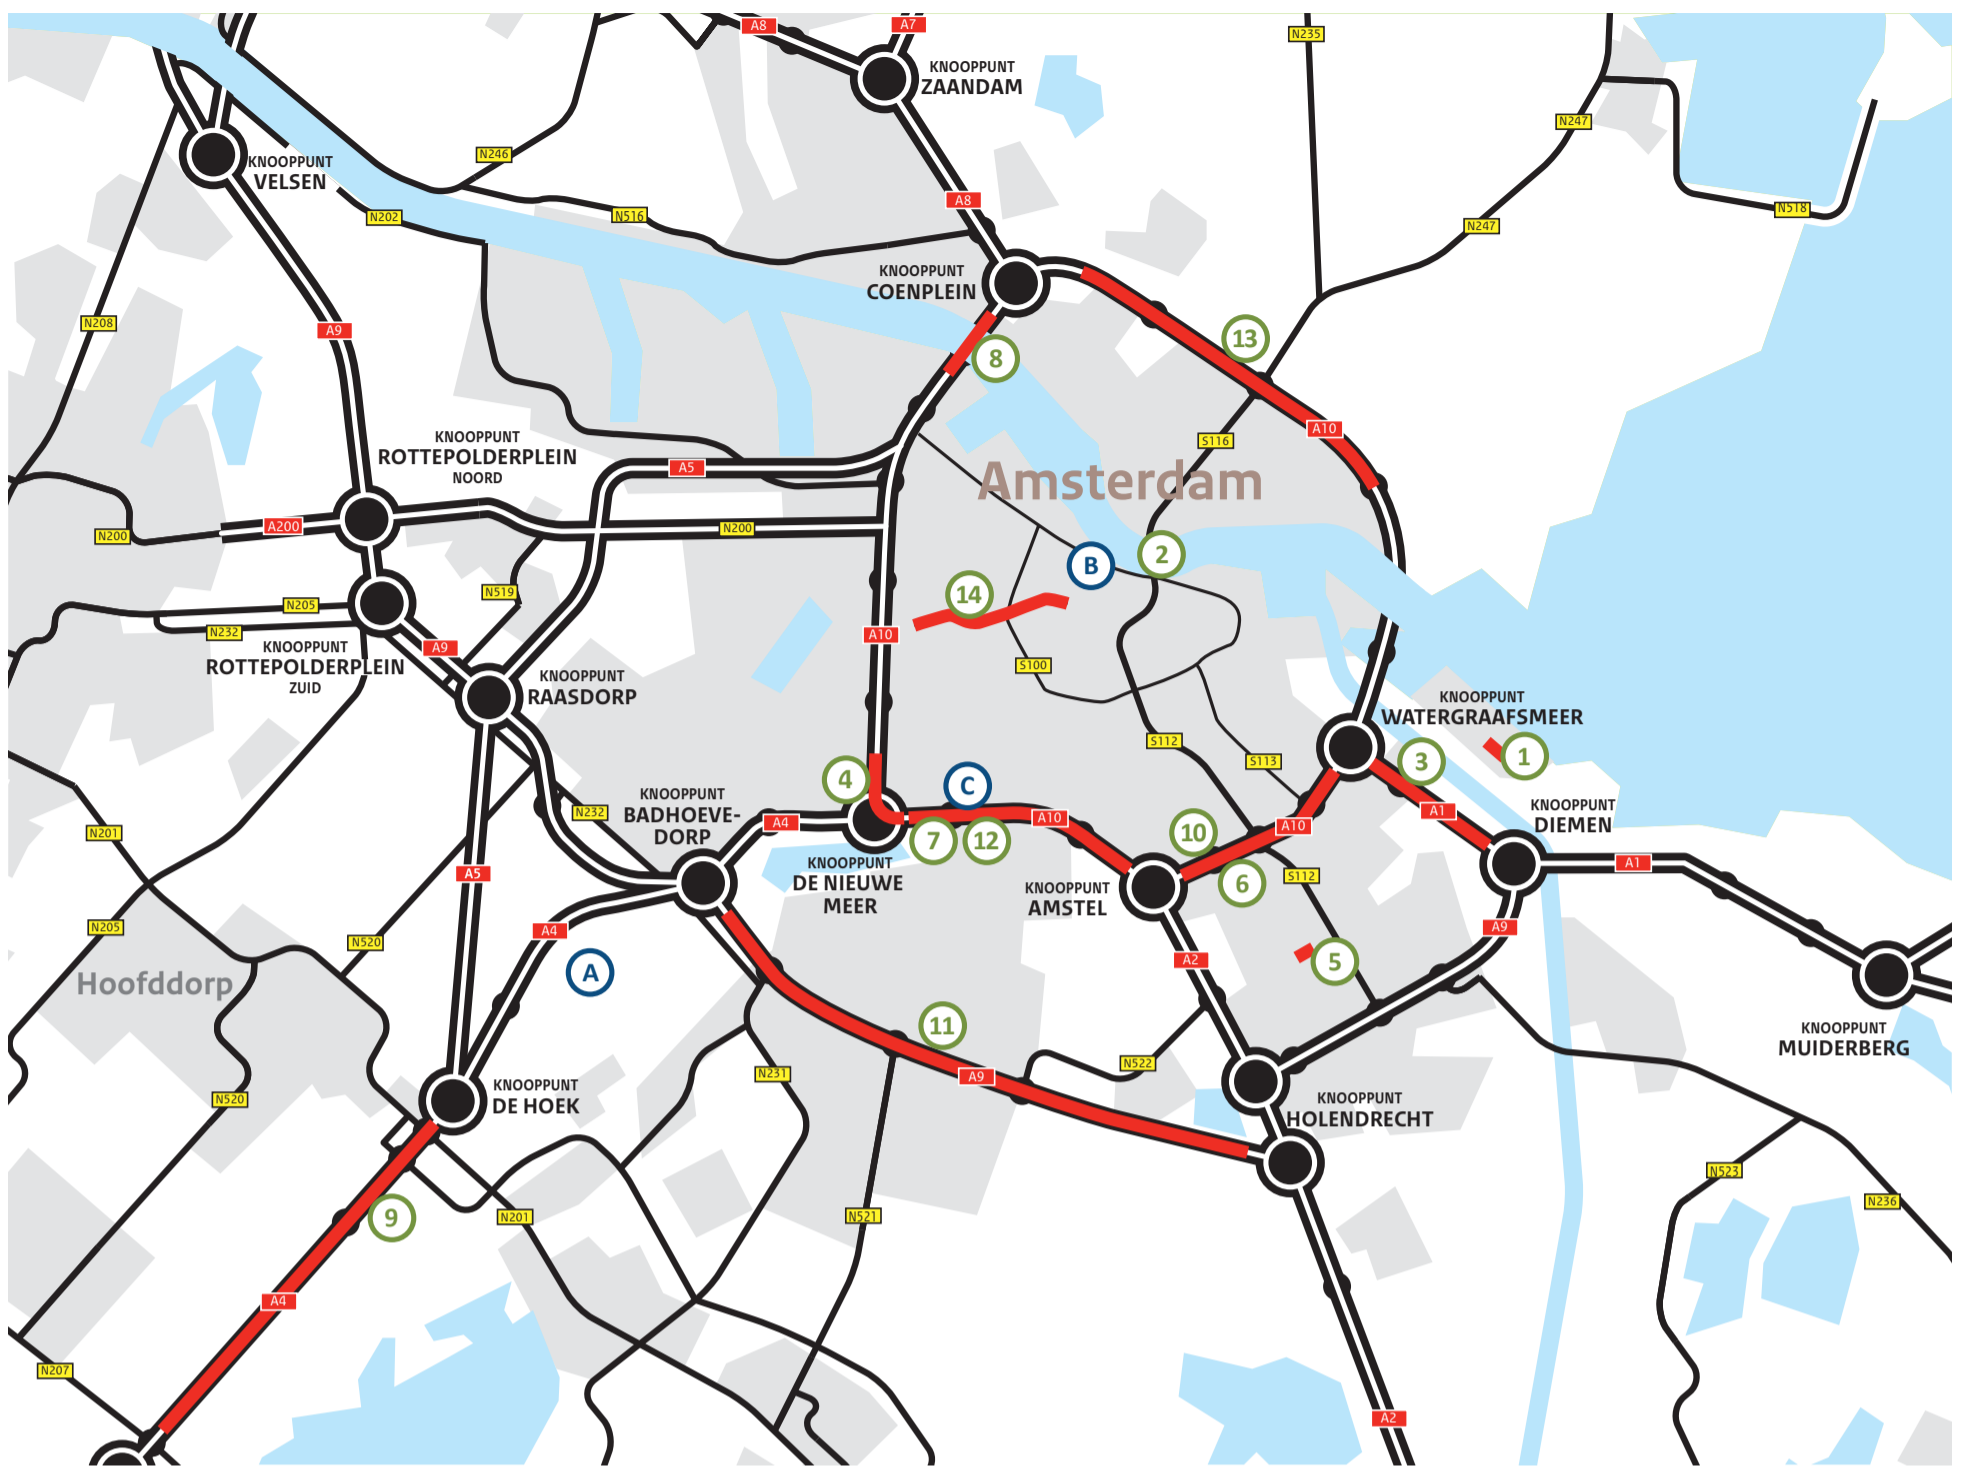 A8
A7
N235
KNOOPPUNT
ZAANDAM
N247
N246
KNOOPPUNT
VELSEN
A8
N202
N516
N518
N247
KNOOPPUNT
COENPLEIN
N208
A9
13
8
A10
KNOOPPUNT
ROTTEPOLDERPLEIN
NOORD
S116
A5
Amsterdam
A200
N200
N200
2
B
N519
14
N205
N232
A10
A9
KNOOPPUNT
ROTTEPOLDERPLEIN
ZUID
S100
KNOOPPUNT
RAASDORP
KNOOPPUNT
WATERGRAAFSMEER
S112
1
3
S113
4
C
KNOOPPUNT
BADHOEVE-
DORP
N232
A4
A10
A10
A1
KNOOPPUNT
DIEMEN
N201
10
7
12
A1
KNOOPPUNT
DE NIEUWE
MEER
A5
S112
6
KNOOPPUNT
AMSTEL
N205
A4
A9
N520
A2
5
A
Hoofddorp
11
KNOOPPUNT
MUIDERBERG
N522
N231
A9
KNOOPPUNT
DE HOEK
N520
KNOOPPUNT
HOLENDRECHT
N523
N236
9
N201
N521
A4
N207
A2